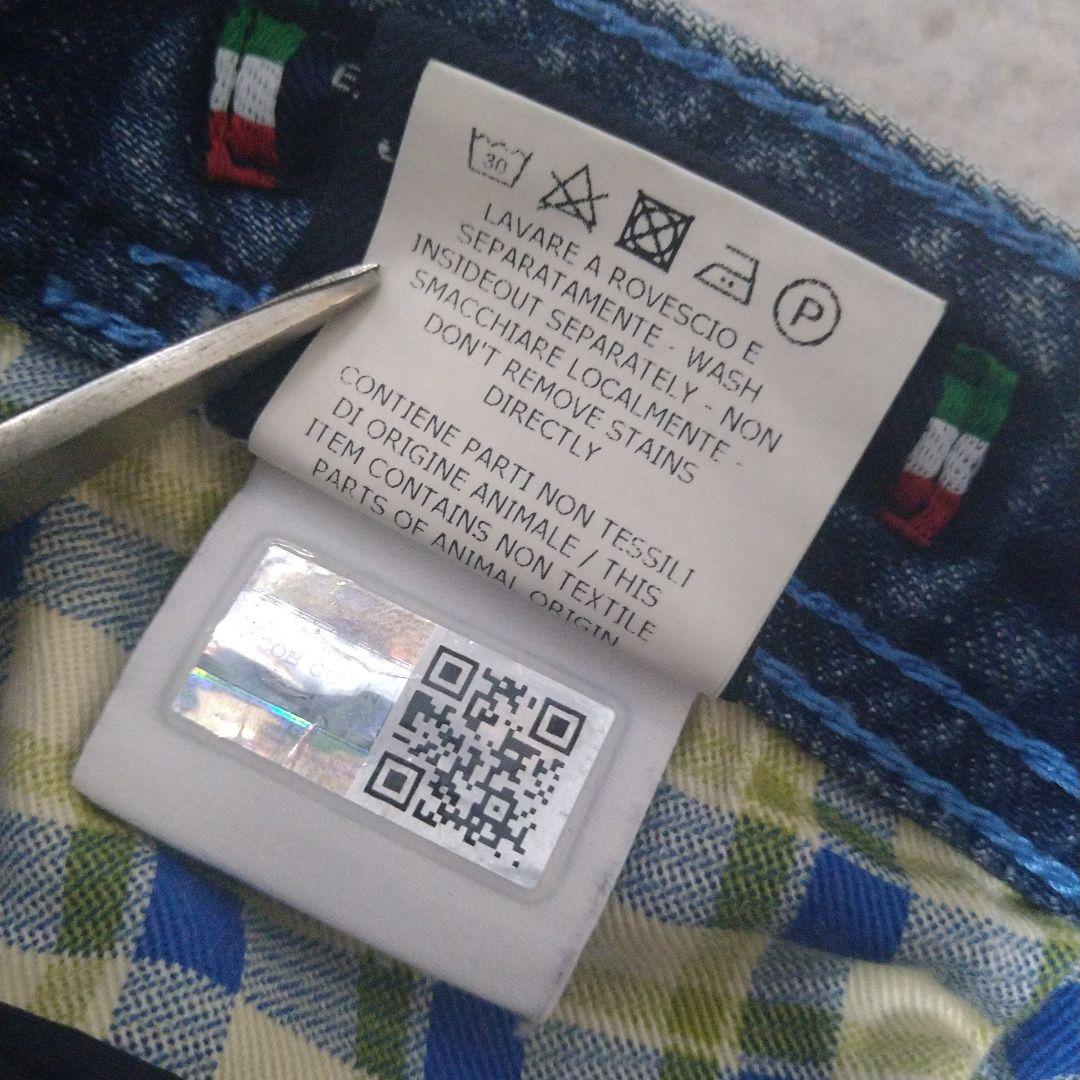 E.
30
P
LAVARE A ROVESCIO E
SEPARATAMENTE - WASH
INSIDEOUT SEPARATELY - NON
SMACCHIARE LOCALMENTE -
DON'T REMOVE STAINS
DIRECTLY
CONTIENE PARTI NON TESSILI
DI ORIGINE ANIMALE / THIS
ITEM CONTAINS NON TEXTILE
PARTS OF ANIMAL ORIGIN